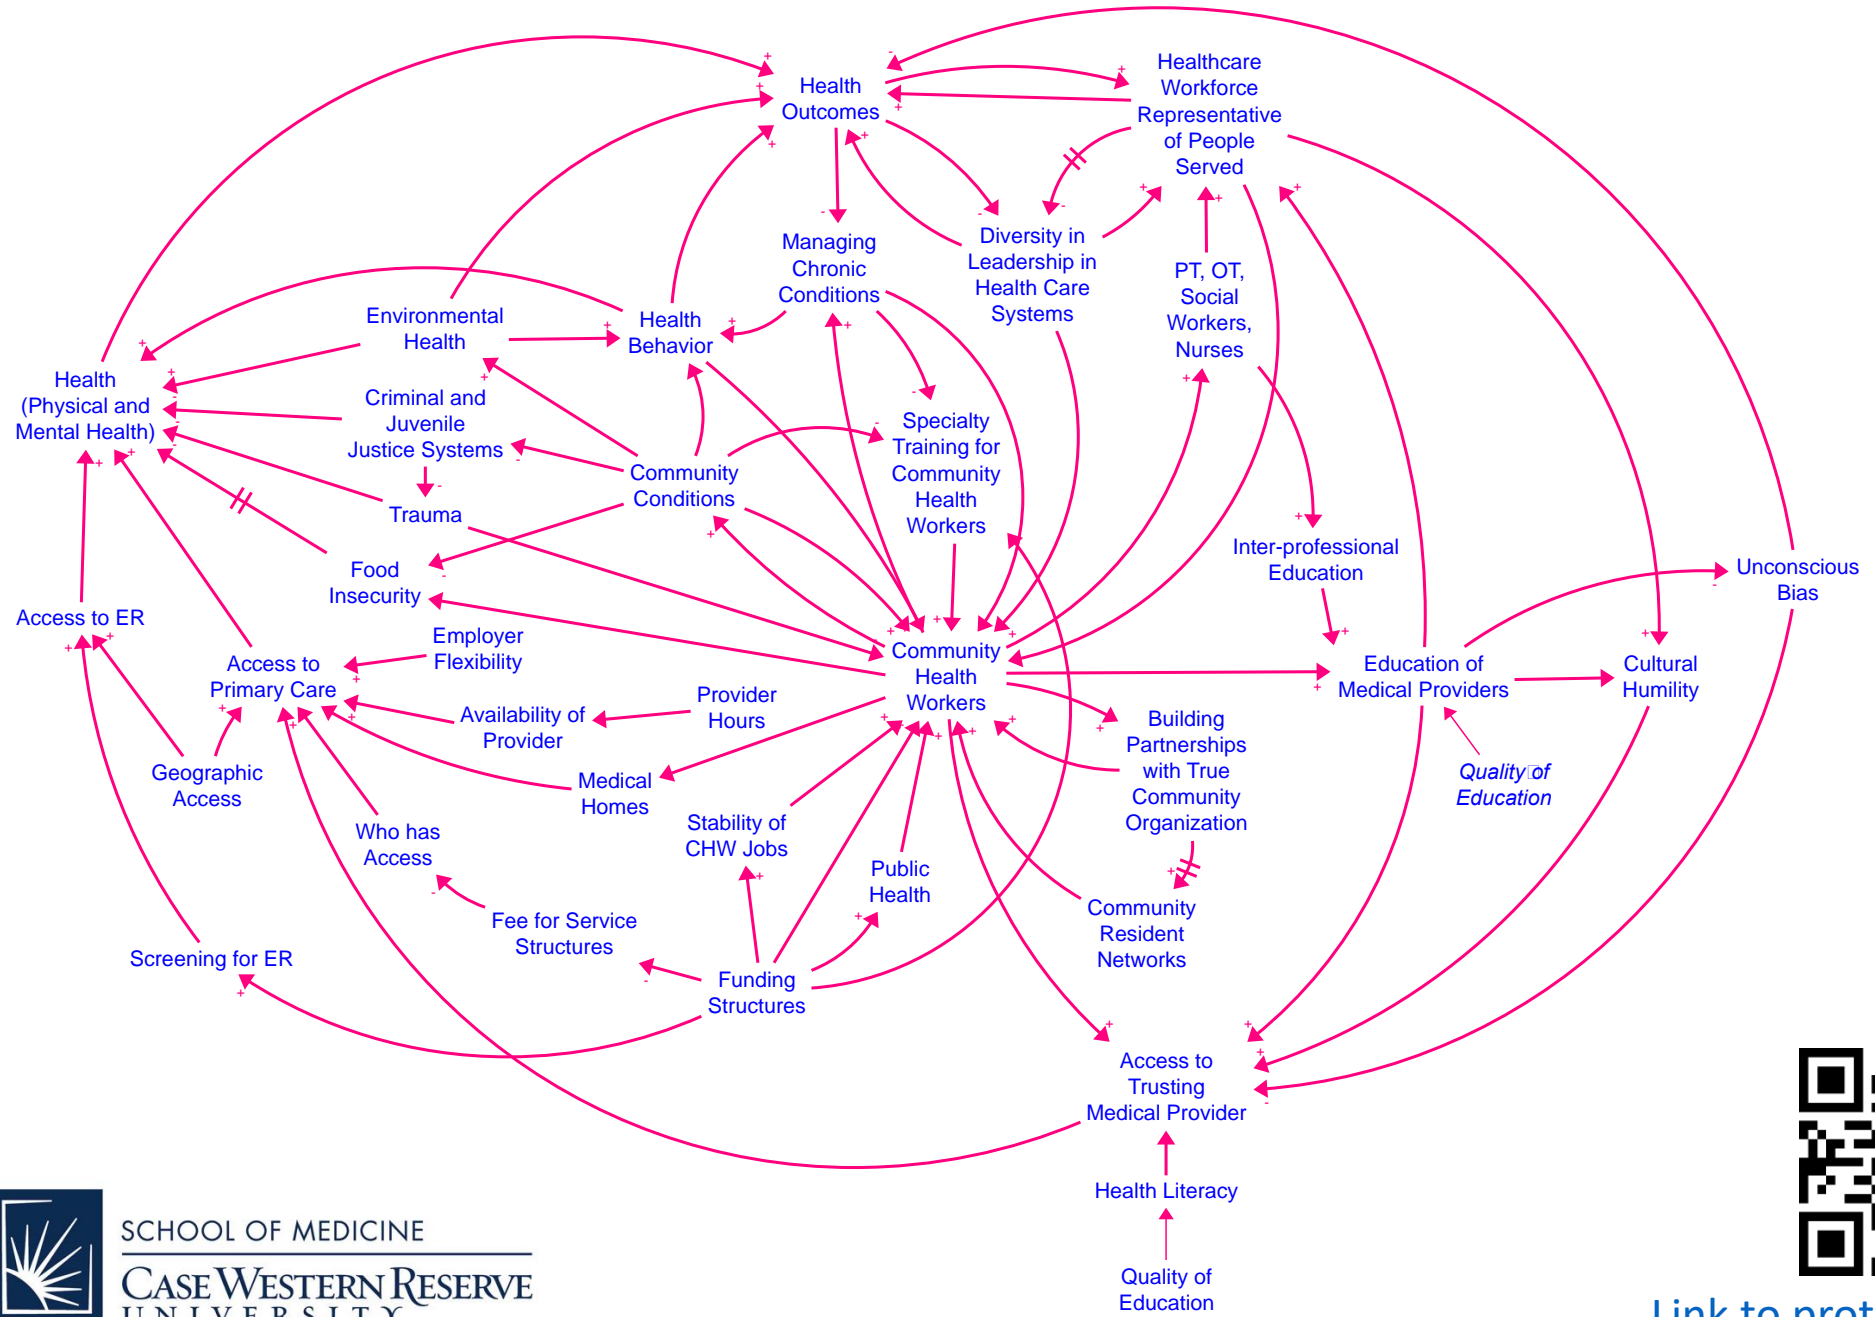 Health
Outcomes
Healthcare
Workforce
Representative
of People
Served
Managing
Chronic
Conditions
Diversity in
Leadership in
Health Care
Systems
PT, OT,
Social
Workers,
Nurses
Environmental
Health
Health
Behavior
Health
(Physical and
Mental Health)
Criminal and
Juvenile
Justice Systems
Specialty
Training for
Community
Health
Workers
Community
Conditions
Trauma
Food
Insecurity
Inter-professional
Education
Unconscious
Bias
Access to ER
Employer
Flexibility
Access to
Primary Care
Community
Health
Workers
Education of
Medical Providers
Cultural
Humility
Provider
Hours
Availability of
Provider
Building
Partnerships
with True
Community
Organization
Geographic
Access
Medical
Homes
Quality of
Education
Who has
Access
Stability of
CHW Jobs
Public
Health
Community
Resident
Networks
Fee for Service
Structures
Screening for ER
Funding
Structures
Access to
Trusting
Medical Provider
Health Literacy
Quality of
Education
SCHOOL OF MEDICINE
CASE WESTERN RESERVE
UNIVERSITY
Link to prot